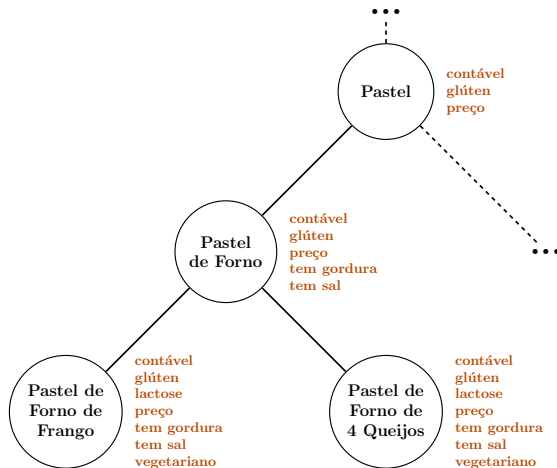 •••
Pastel
contável
glúten
preço
•••
Pastel
de Forno
contável
glúten
preço
tem gordura
tem sal
Pastel de
Forno de
Frango
contável
glúten
lactose
preço
tem gordura
tem sal
vegetariano
Pastel de
Forno de
4 Queijos
contável
glúten
lactose
preço
tem gordura
tem sal
vegetariano